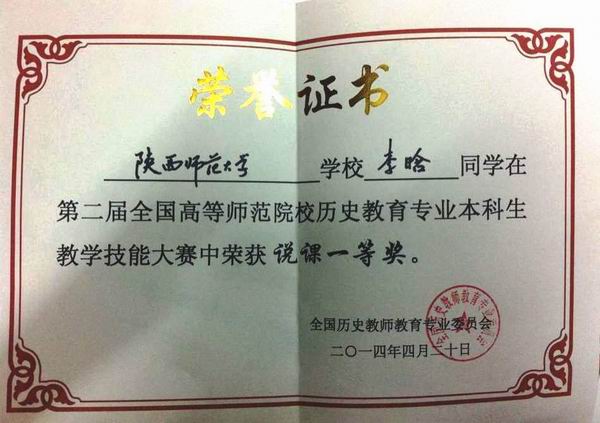 荣誉证书
陕西师范大学学校李晗同学在
第二届全国高等师范院校历史教育专业本科生
教学技能大赛中荣获说课一等奖。
全国历史教师教育专业委员会
二〇一四年四月二十日